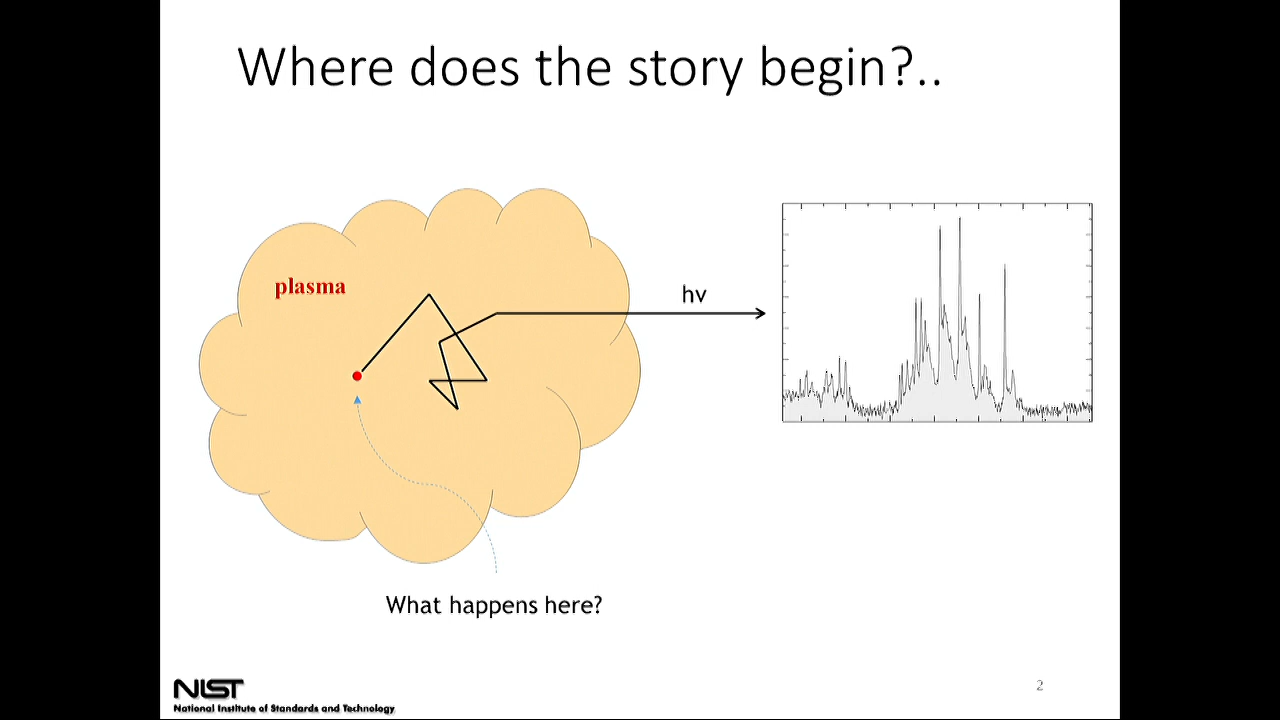 Where does the story begin?..
plasma
hν
What happens here?
NIST
National Institute of Standards and Technology
2